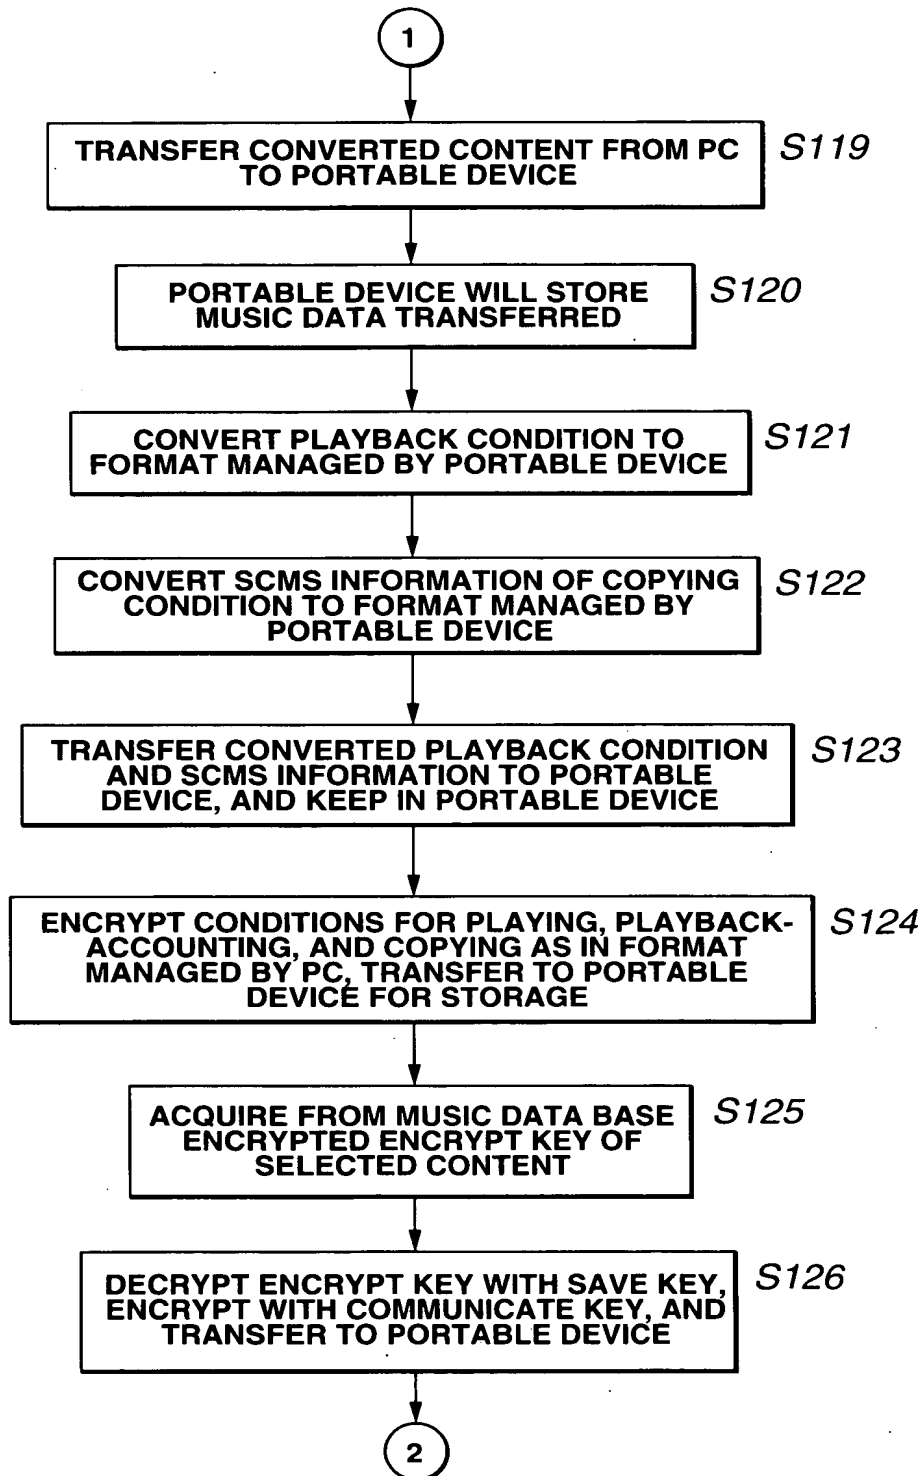 1
TRANSFER CONVERTED CONTENT FROM PC
TO PORTABLE DEVICE
S119
PORTABLE DEVICE WILL STORE
MUSIC DATA TRANSFERRED
S120
CONVERT PLAYBACK CONDITION TO
FORMAT MANAGED BY PORTABLE DEVICE
S121
CONVERT SCMS INFORMATION OF COPYING
CONDITION TO FORMAT MANAGED BY
PORTABLE DEVICE
S122
TRANSFER CONVERTED PLAYBACK CONDITION
AND SCMS INFORMATION TO PORTABLE
DEVICE, AND KEEP IN PORTABLE DEVICE
S123
ENCRYPT CONDITIONS FOR PLAYING, PLAYBACK-
ACCOUNTING, AND COPYING AS IN FORMAT
MANAGED BY PC, TRANSFER TO PORTABLE
DEVICE FOR STORAGE
S124
ACQUIRE FROM MUSIC DATA BASE
ENCRYPTED ENCRYPT KEY OF
SELECTED CONTENT
S125
DECRYPT ENCRYPT KEY WITH SAVE KEY,
ENCRYPT WITH COMMUNICATE KEY, AND
TRANSFER TO PORTABLE DEVICE
S126
2